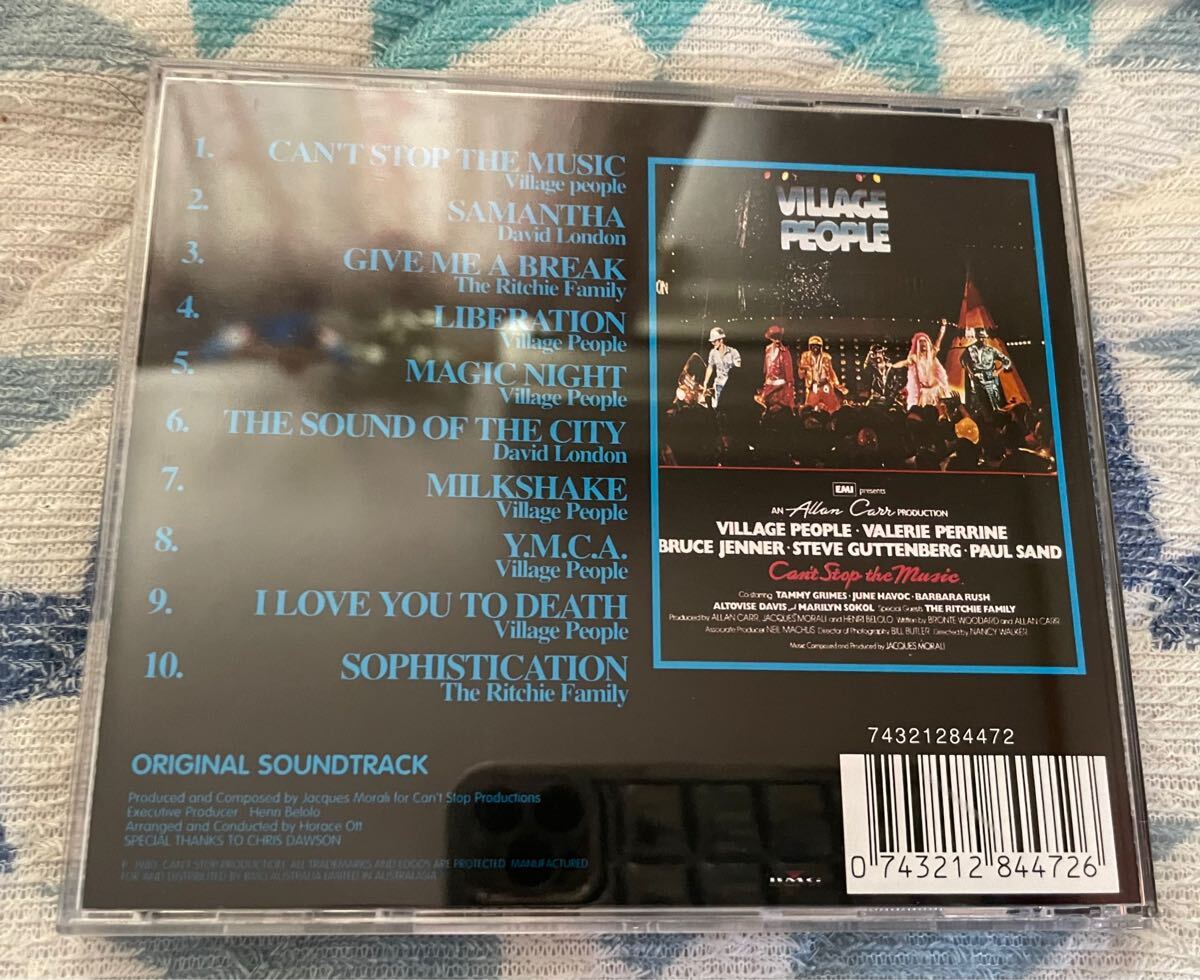 1. CAN'T STOP THE MUSIC
Village people
2. SAMANTHA
David London
3. GIVE ME A BREAK
The Ritchie Family
4. LIBERATION
Village People
5. MAGIC NIGHT
Village People
6. THE SOUND OF THE CITY
David London
7. MILKSHAKE
Village People
8. Y.M.C.A.
Village People
9. I LOVE YOU TO DEATH
Village People
10. SOPHISTICATION
The Ritchie Family
ORIGINAL SOUNDTRACK
Produced and Composed by Jacques Morali for Can't Stop Productions
Executive Producer Henri Belolo
Arranged and Conducted by Horace Ott
SPECIAL THANKS TO CHRIS DAWSON
P. 1980 CAN'T STOP PRODUCTION. ALL TRADEMARKS AND LOGOS ARE PROTECTED. MANUFACTURED
FOR AND DISTRIBUTED BY BMG AUSTRALIA LIMITED IN AUSTRALASIA
BMG
VILLAGE
PEOPLE
ON
EMI presents
AN Allan Carr PRODUCTION
VILLAGE PEOPLE · VALERIE PERRINE
BRUCE JENNER · STEVE GUTTENBERG · PAUL SAND
Can't Stop the Music
Co-starring TAMMY GRIMES · JUNE HAVOC · BARBARA RUSH
ALTOVISE DAVIS and MARILYN SOKOL Special Guests THE RITCHIE FAMILY
Produced by ALLAN CARR, JACQUES MORALI and HENRI BELOLO Written by BRONTE WOODARD and ALLAN CARR
Associate Producer NEIL MACHLIS Director of Photography BILL BUTLER Directed by NANCY WALKER
Music Composed and Produced by JACQUES MORALI
74321284472
0 743212 844726